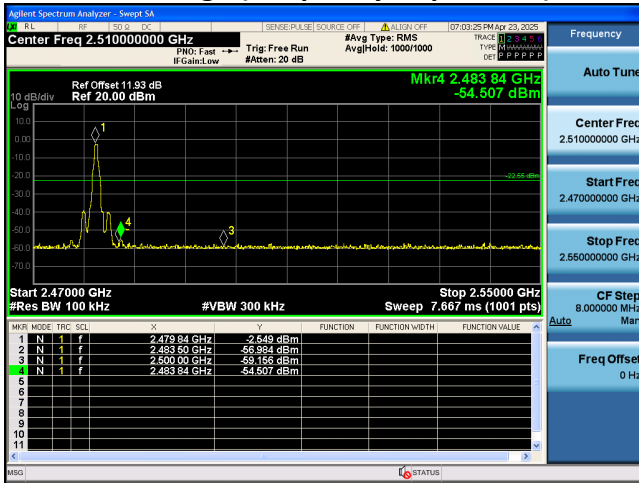 Agilent Spectrum Analyzer - Swept SA
RL RF 50 Ω DC SENSE:PULSE SOURCE OFF ALIGN OFF 07:03:25 PM Apr 23, 2025
Center Freq 2.510000000 GHz
#Avg Type: RMS
TRACE 1 2 3 4 5 6
PNO: Fast Trig: Free Run Avg|Hold: 1000/1000
TYPE M
IFGain:Low #Atten: 20 dB
DET P P P P P P
Frequency
Mkr4 2.483 84 GHz
-54.507 dBm
Ref Offset 11.93 dB
10 dB/div Ref 20.00 dBm
Log
10.0
0.00
-10.0
-20.0
-30.0
-40.0
-50.0
-60.0
-70.0
1
4
3
-22.55 dBm
Start 2.47000 GHz Stop 2.55000 GHz
#Res BW 100 kHz #VBW 300 kHz Sweep 7.667 ms (1001 pts)
MKR MODE TRC SCL X Y FUNCTION FUNCTION WIDTH FUNCTION VALUE
1 N 1 f 2.479 84 GHz -2.549 dBm
2 N 1 f 2.483 50 GHz -56.984 dBm
3 N 1 f 2.500 00 GHz -59.156 dBm
4 N 1 f 2.483 84 GHz -54.507 dBm
5
6
7
8
9
10
11
MSG STATUS
Auto Tune
Center Freq
2.510000000 GHz
Start Freq
2.470000000 GHz
Stop Freq
2.550000000 GHz
CF Step
8.000000 MHz
Auto Man
Freq Offset
0 Hz